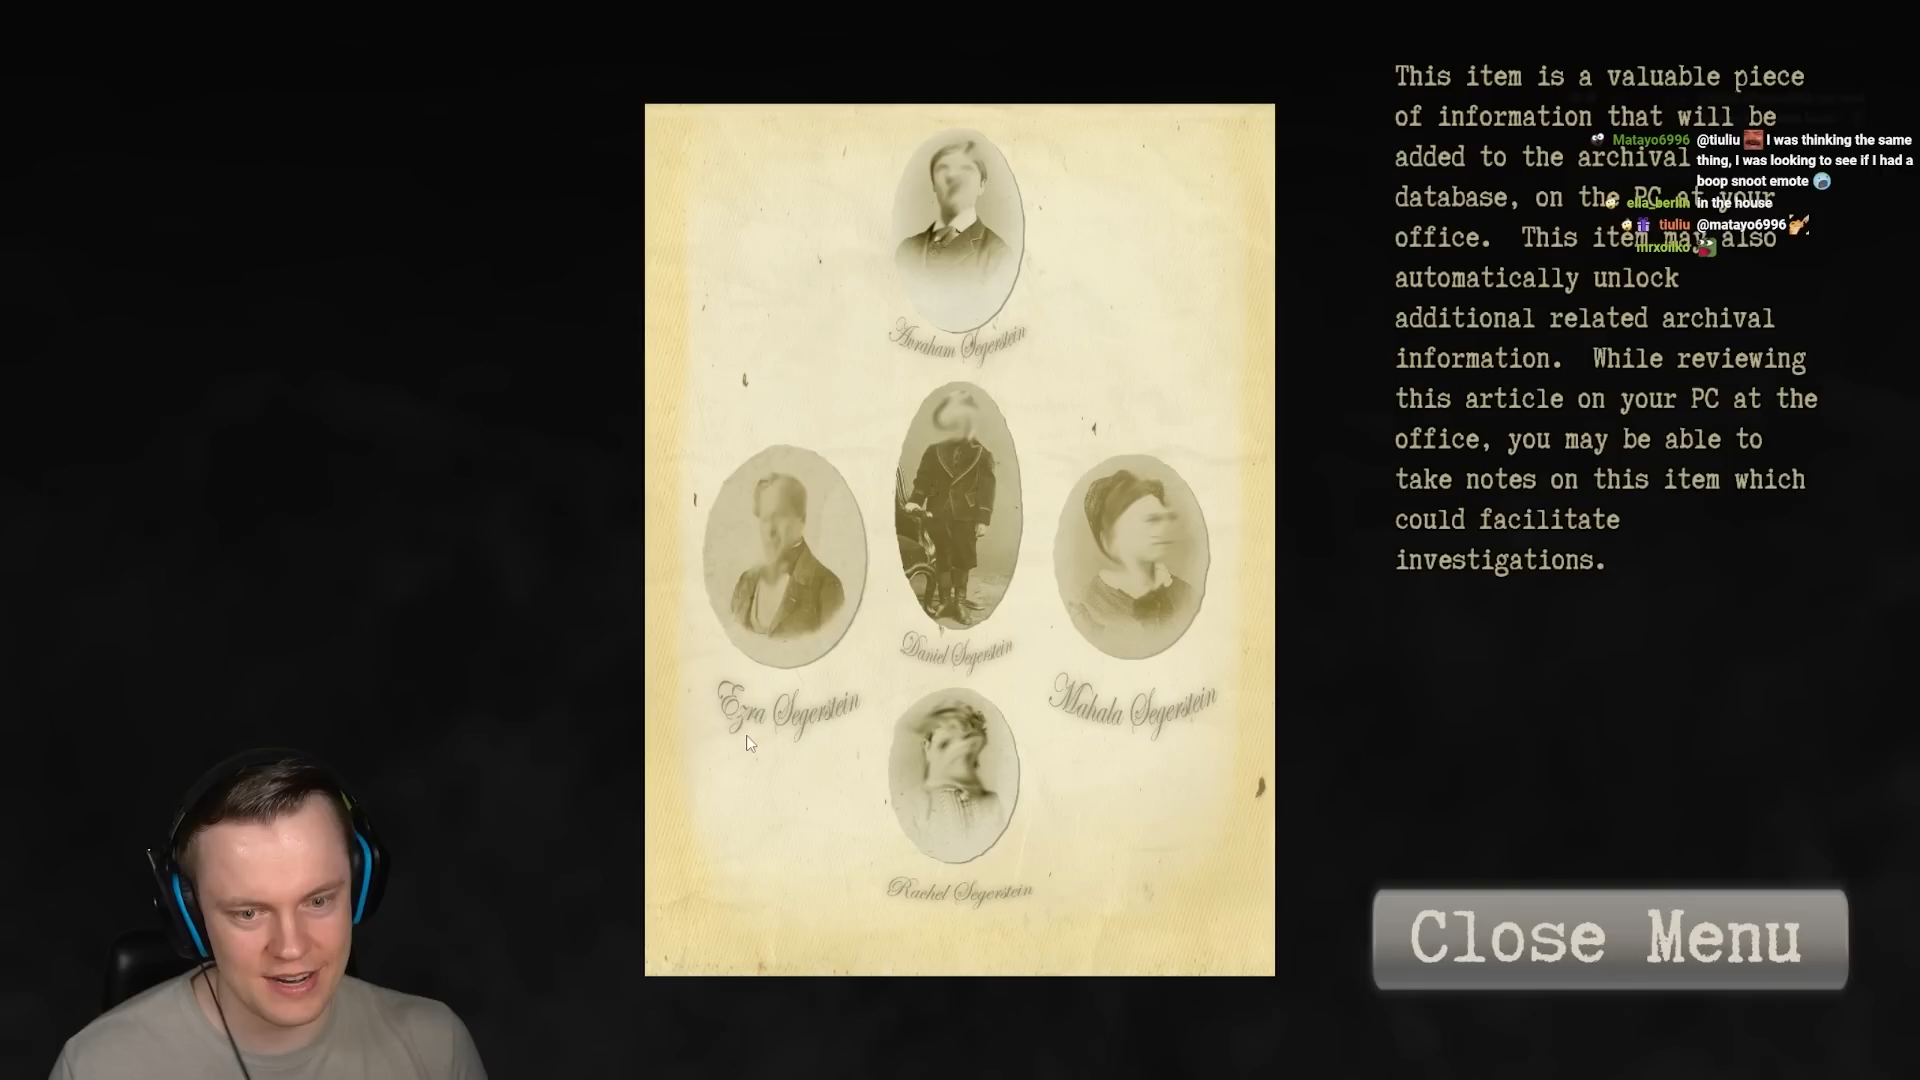 Avraham Segerstein
Daniel Segerstein
Ezra Segerstein
Mahala Segerstein
Rachel Segerstein
This item is a valuable piece
of information that will be
added to the archival
database, on the PC at your
office. This item may also
automatically unlock
additional related archival
information. While reviewing
this article on your PC at the
office, you may be able to
take notes on this item which
could facilitate
investigations.
Matayo6996 @tiuliu I was thinking the same
thing, I was looking to see if I had a
boop snoot emote
ella_berlin in the house
tiuliu @matayo6996
Close Menu